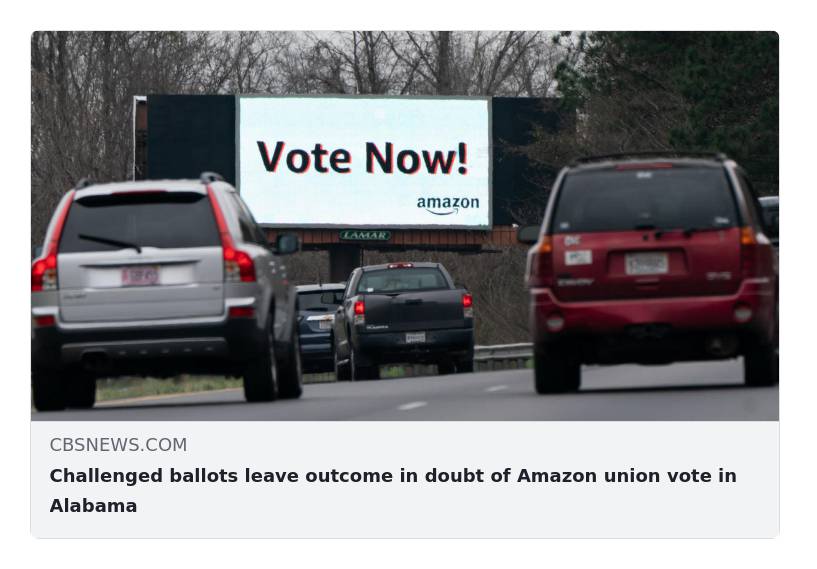 Vote Now!
amazon
LAMAR
CBSNEWS.COM
Challenged ballots leave outcome in doubt of Amazon union vote in
Alabama